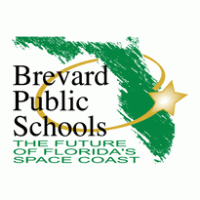 Brevard
Public
Schools
THE FUTURE
OF FLORIDA'S
SPACE COAST